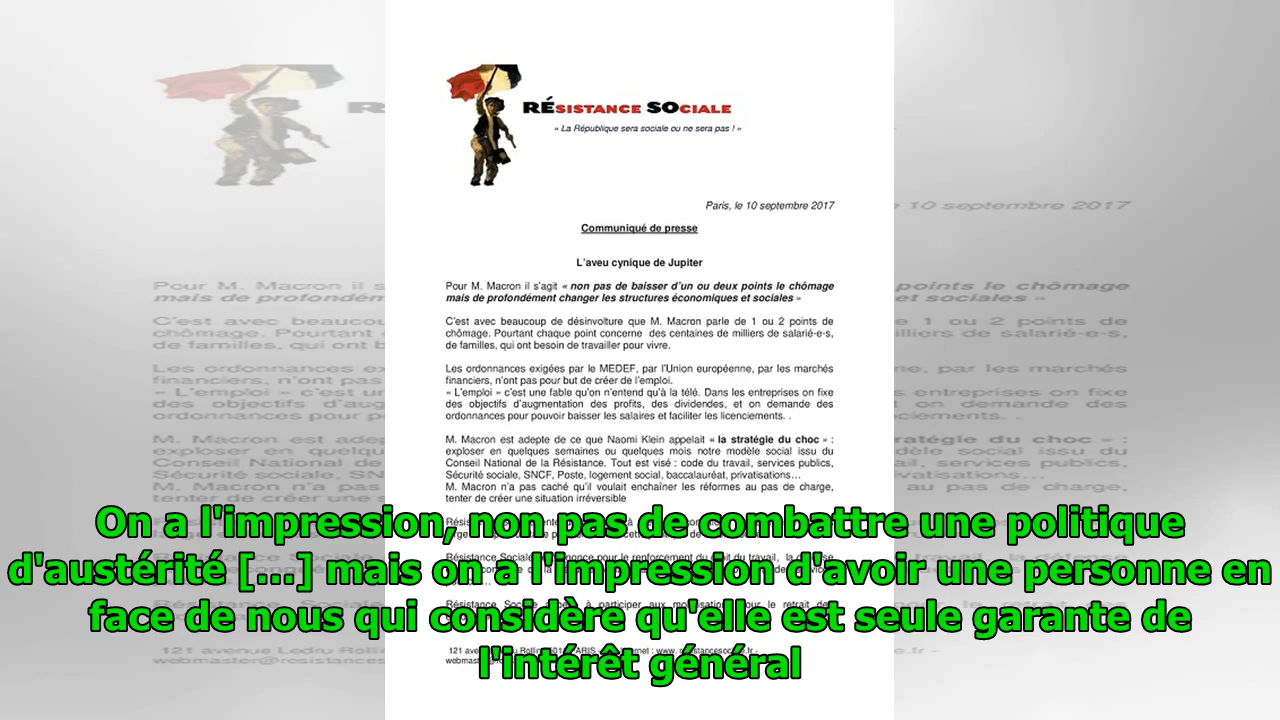 RÉSISTANCE SOCIALE
« La République sera sociale ou ne sera pas ! »
Paris, le 10 septembre 2017
Communiqué de presse
L'aveu cynique de Jupiter
Pour M. Macron il s'agit « non pas de baisser d'un ou deux points le chômage
mais de profondément changer les structures économiques et sociales »
C'est avec beaucoup de désinvolture que M. Macron parle de 1 ou 2 points de
chômage. Pourtant chaque point concerne des centaines de milliers de salarié-e-s,
de familles, qui ont besoin de travailler pour vivre.
Les ordonnances exigées par le MEDEF, par l'Union européenne, par les marchés
financiers, n'ont pas pour but de créer de l'emploi.
« L'emploi » c'est une fable qu'on n'entend qu'à la télé. Dans les entreprises on fixe
des objectifs d'augmentation des profits, des dividendes, et on demande des
ordonnances pour pouvoir baisser les salaires et faciliter les licenciements. .
M. Macron est adepte de ce que Naomi Klein appelait « la stratégie du choc » :
exploser en quelques semaines ou quelques mois notre modèle social issu du
Conseil National de la Résistance. Tout est visé : code du travail, services publics,
Sécurité sociale, SNCF, Poste, logement social, baccalauréat, privatisations…
M. Macron n'a pas caché qu'il voulait enchaîner les réformes au pas de charge,
tenter de créer une situation irréversible
On a l'impression, non pas de combattre une politique
d'austérité [...] mais on a l'impression d'avoir une personne en
face de nous qui considère qu'elle est seule garante de
l'intérêt général